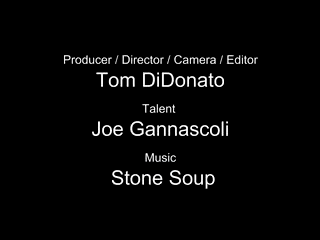 Producer / Director / Camera / Editor
Tom DiDonato
Talent
Joe Gannascoli
Music
Stone Soup